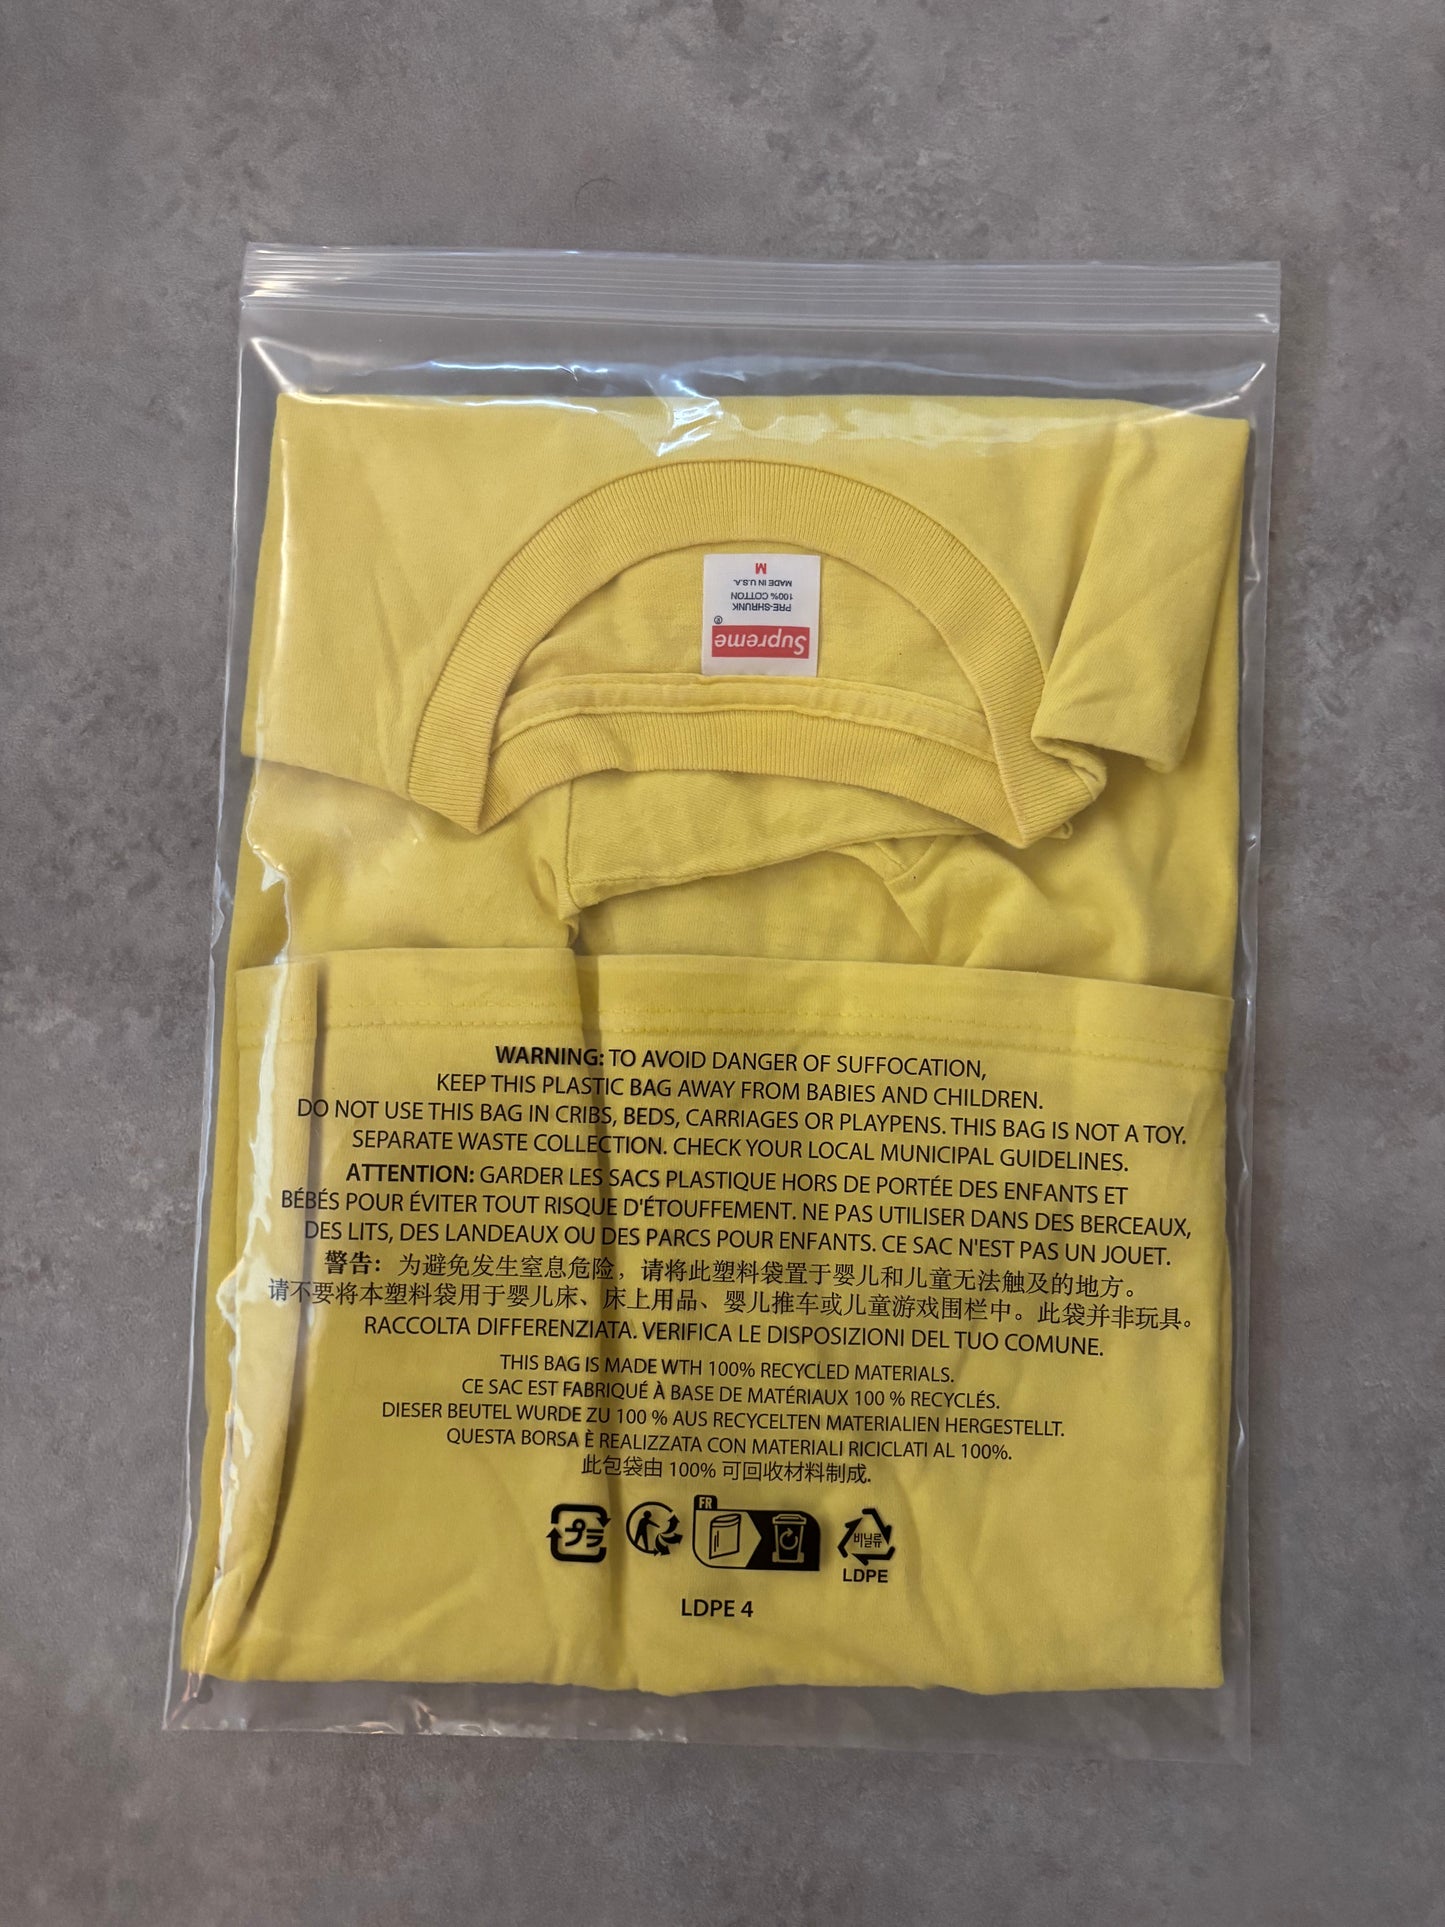 M
MADE IN U.S.A.
100% COTTON
PRE-SHRUNK
©
Supreme
WARNING: TO AVOID DANGER OF SUFFOCATION,
KEEP THIS PLASTIC BAG AWAY FROM BABIES AND CHILDREN.
DO NOT USE THIS BAG IN CRIBS, BEDS, CARRIAGES OR PLAYPENS. THIS BAG IS NOT A TOY.
SEPARATE WASTE COLLECTION. CHECK YOUR LOCAL MUNICIPAL GUIDELINES.
ATTENTION: GARDER LES SACS PLASTIQUE HORS DE PORTÉE DES ENFANTS ET
BÉBÉS POUR ÉVITER TOUT RISQUE D'ÉTOUFFEMENT. NE PAS UTILISER DANS DES BERCEAUX,
DES LITS, DES LANDEAUX OU DES PARCS POUR ENFANTS. CE SAC N'EST PAS UN JOUET.
警告：为避免发生窒息危险，请将此塑料袋置于婴儿和儿童无法触及的地方。
请不要将本塑料袋用于婴儿床、床上用品、婴儿推车或儿童游戏围栏中。此袋并非玩具。
RACCOLTA DIFFERENZIATA. VERIFICA LE DISPOSIZIONI DEL TUO COMUNE.
THIS BAG IS MADE WTH 100% RECYCLED MATERIALS.
CE SAC EST FABRIQUÉ À BASE DE MATÉRIAUX 100 % RECYCLÉS.
DIESER BEUTEL WURDE ZU 100 % AUS RECYCELTEN MATERIALIEN HERGESTELLT.
QUESTA BORSA È REALIZZATA CON MATERIALI RICICLATI AL 100%.
此包袋由 100% 可回收材料制成.
FR
プラ
비닐류
LDPE
LDPE 4